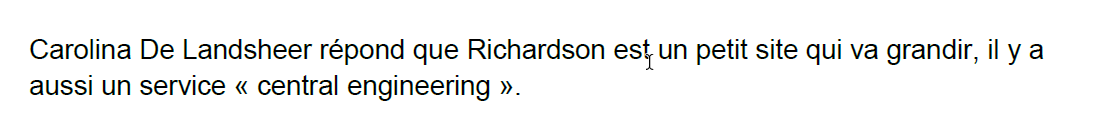 Carolina De Landsheer répond que Richardson est un petit site qui va grandir, il y a
aussi un service « central engineering ».